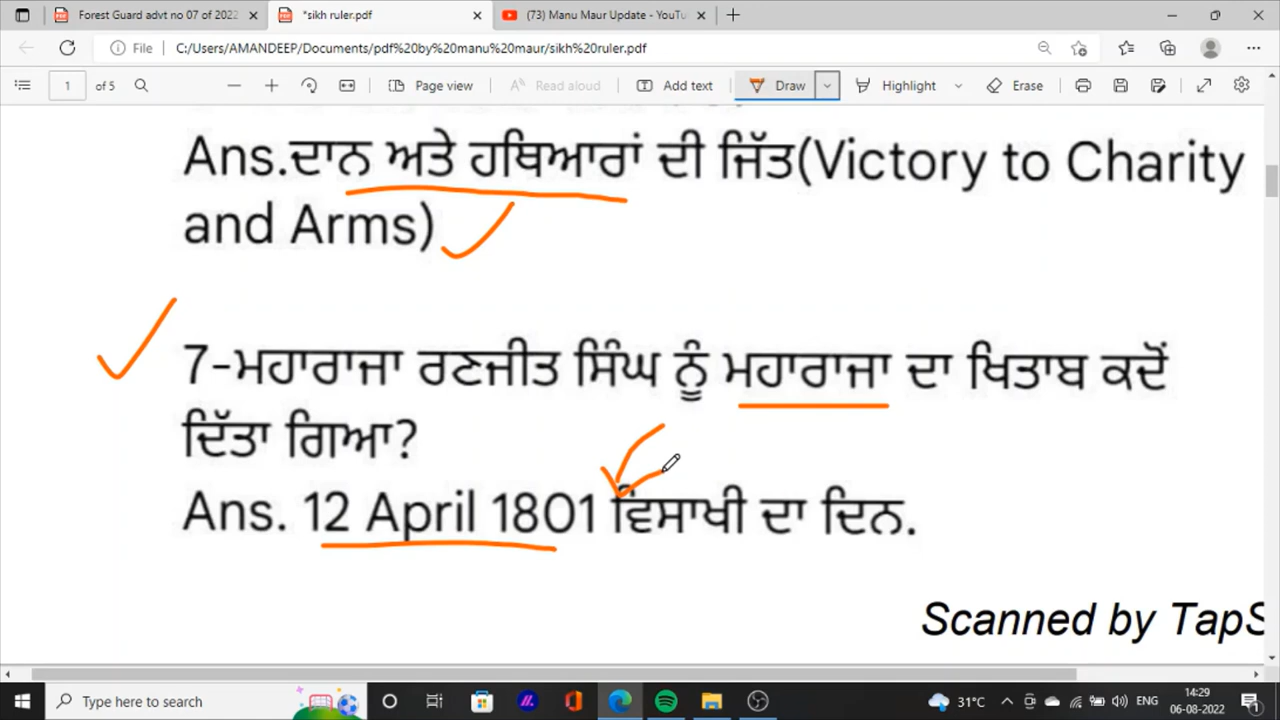 Forest Guard advt no 07 of 2022
*sikh ruler.pdf
(73) Manu Maur Update - YouTu
File
C:/Users/AMANDEEP/Documents/pdf%20by%20manu%20maur/sikh%20ruler.pdf
1 of 5
Page view
Read aloud
Add text
Draw
Highlight
Erase
Ans.ਦਾਨ ਅਤੇ ਹਥਿਆਰਾਂ ਦੀ ਜਿੱਤ(Victory to Charity
and Arms)
7-ਮਹਾਰਾਜਾ ਰਣਜੀਤ ਸਿੰਘ ਨੂੰ ਮਹਾਰਾਜਾ ਦਾ ਖਿਤਾਬ ਕਦੋਂ
ਦਿੱਤਾ ਗਿਆ?
Ans. 12 April 1801 ਵਿਸਾਖੀ ਦਾ ਦਿਨ.
Scanned by TapS
Type here to search
31°C
ENG
14:29
06-08-2022
1